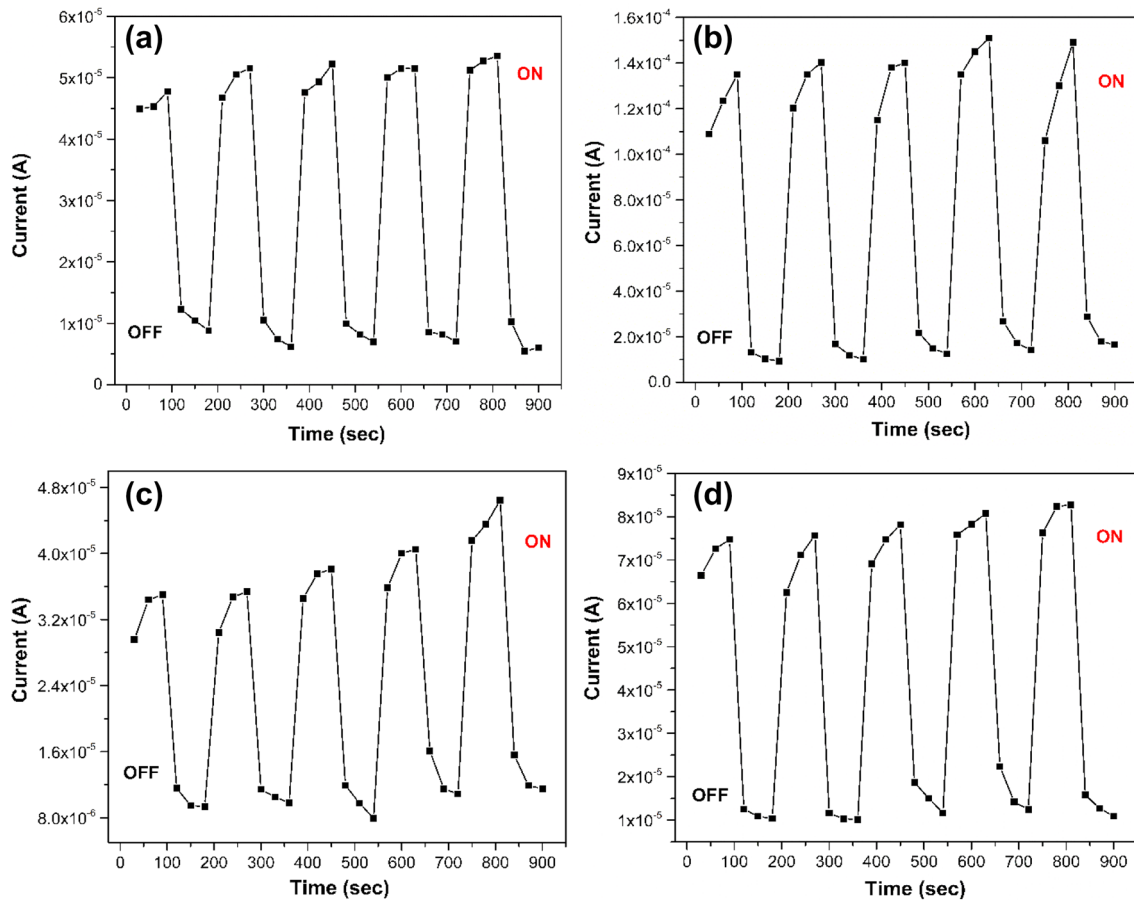 (a)
6x10⁻⁵
5x10⁻⁵
4x10⁻⁵
3x10⁻⁵
2x10⁻⁵
1x10⁻⁵
0
Current (A)
ON
OFF
0 100 200 300 400 500 600 700 800 900
Time (sec)
(b)
1.6x10⁻⁴
1.4x10⁻⁴
1.2x10⁻⁴
1.0x10⁻⁴
8.0x10⁻⁵
6.0x10⁻⁵
4.0x10⁻⁵
2.0x10⁻⁵
0.0
Current (A)
ON
OFF
0 100 200 300 400 500 600 700 800 900
Time (sec)
(c)
4.8x10⁻⁵
4.0x10⁻⁵
3.2x10⁻⁵
2.4x10⁻⁵
1.6x10⁻⁵
8.0x10⁻⁶
Current (A)
ON
OFF
0 100 200 300 400 500 600 700 800 900
Time (sec)
(d)
9x10⁻⁵
8x10⁻⁵
7x10⁻⁵
6x10⁻⁵
5x10⁻⁵
4x10⁻⁵
3x10⁻⁵
2x10⁻⁵
1x10⁻⁵
Current (A)
ON
OFF
0 100 200 300 400 500 600 700 800 900
Time (sec)